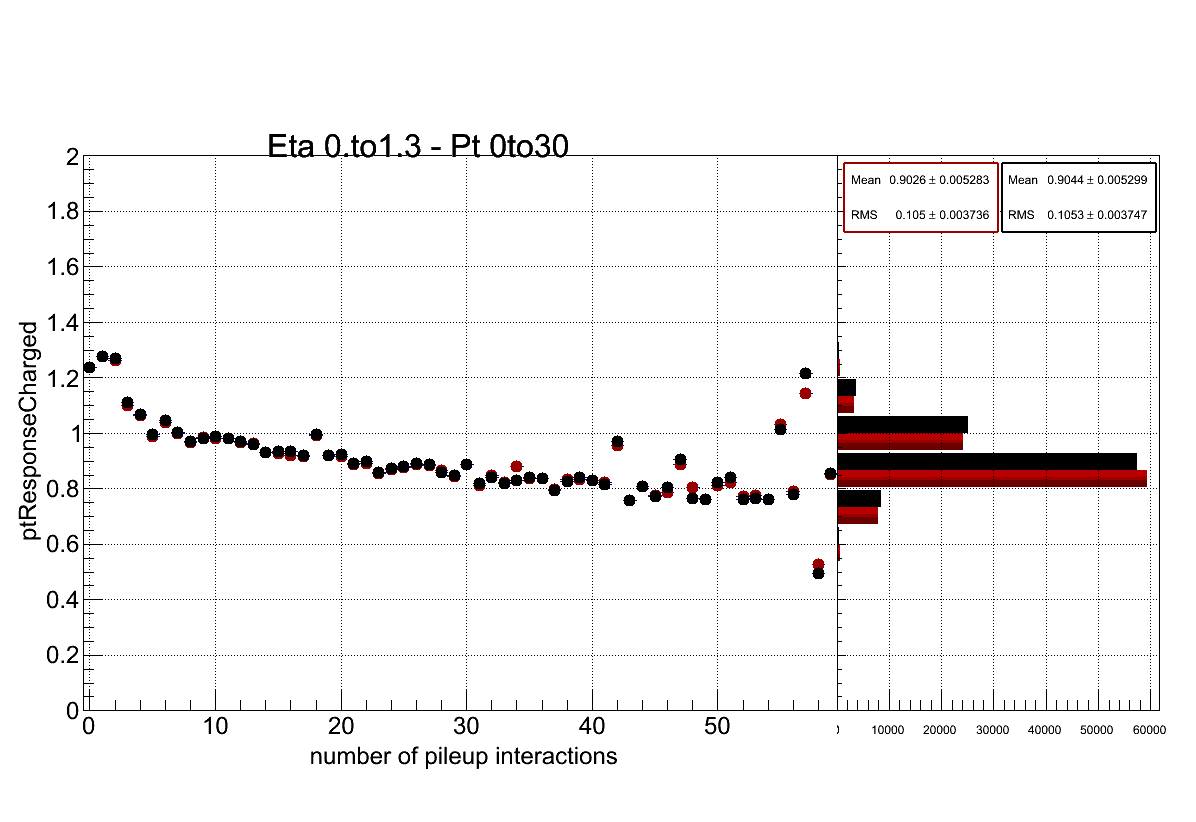 Eta 0.to1.3 - Pt 0to30
2
1.8
1.6
1.4
1.2
1
0.8
0.6
0.4
0.2
0
ptResponseCharged
0 10 20 30 40 50
number of pileup interactions
Mean 0.9026 ± 0.005283
RMS 0.105 ± 0.003736
Mean 0.9044 ± 0.005299
RMS 0.1053 ± 0.003747
10000 20000 30000 40000 50000 60000